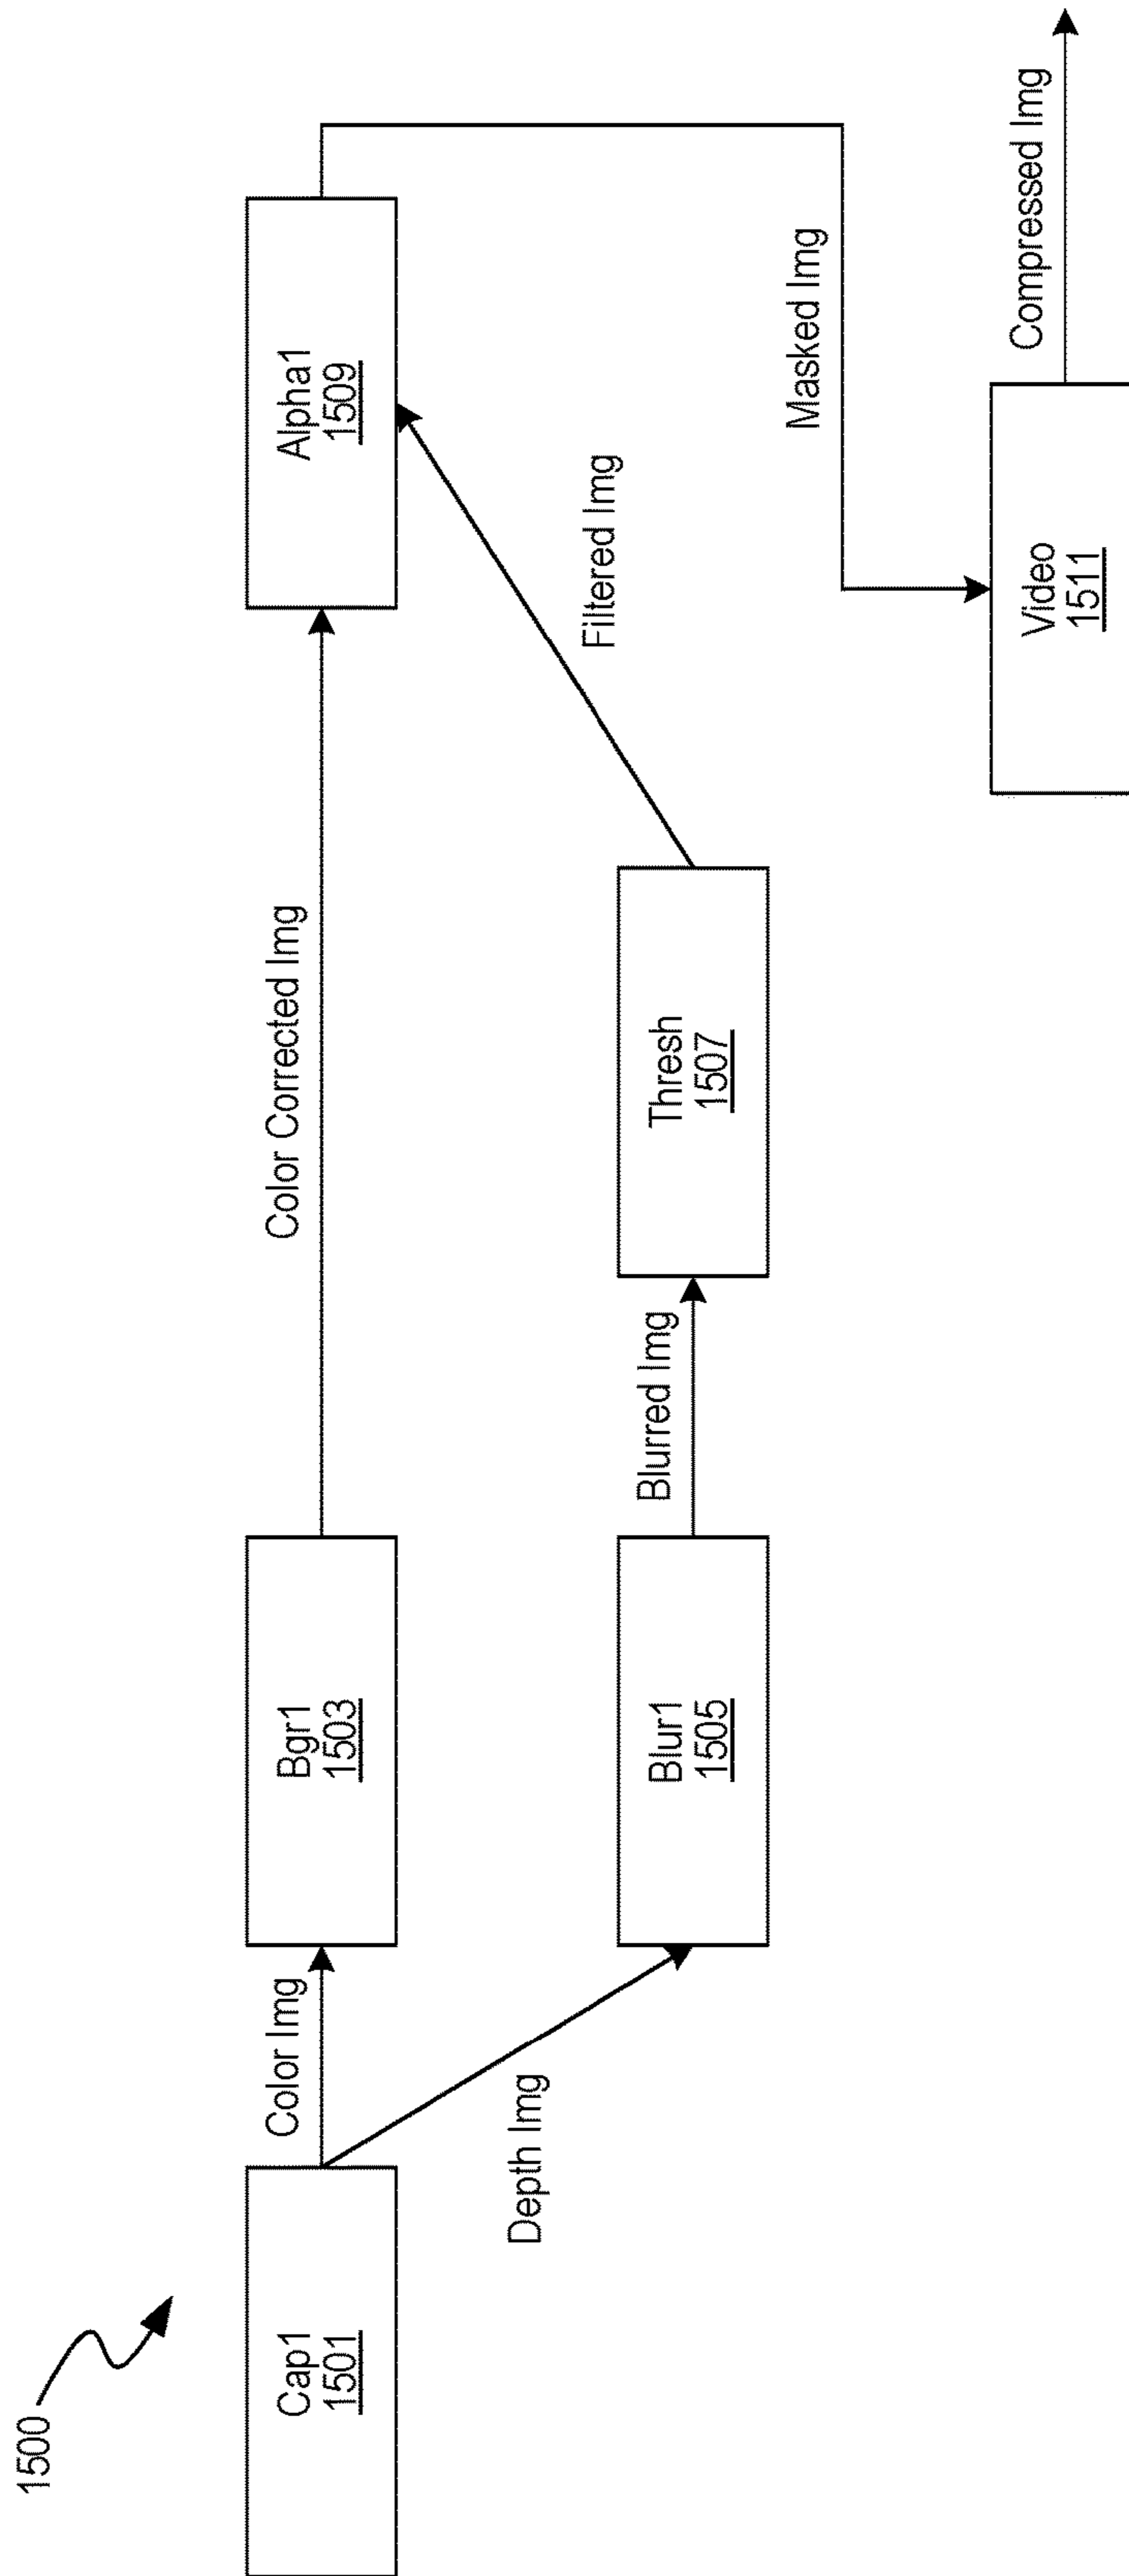 1500
Cap1
1501
Color Img
Depth Img
Bgr1
1503
Blur1
1505
Color Corrected Img
Blurred Img
Thresh
1507
Filtered Img
Alpha1
1509
Masked Img
Video
1511
Compressed Img